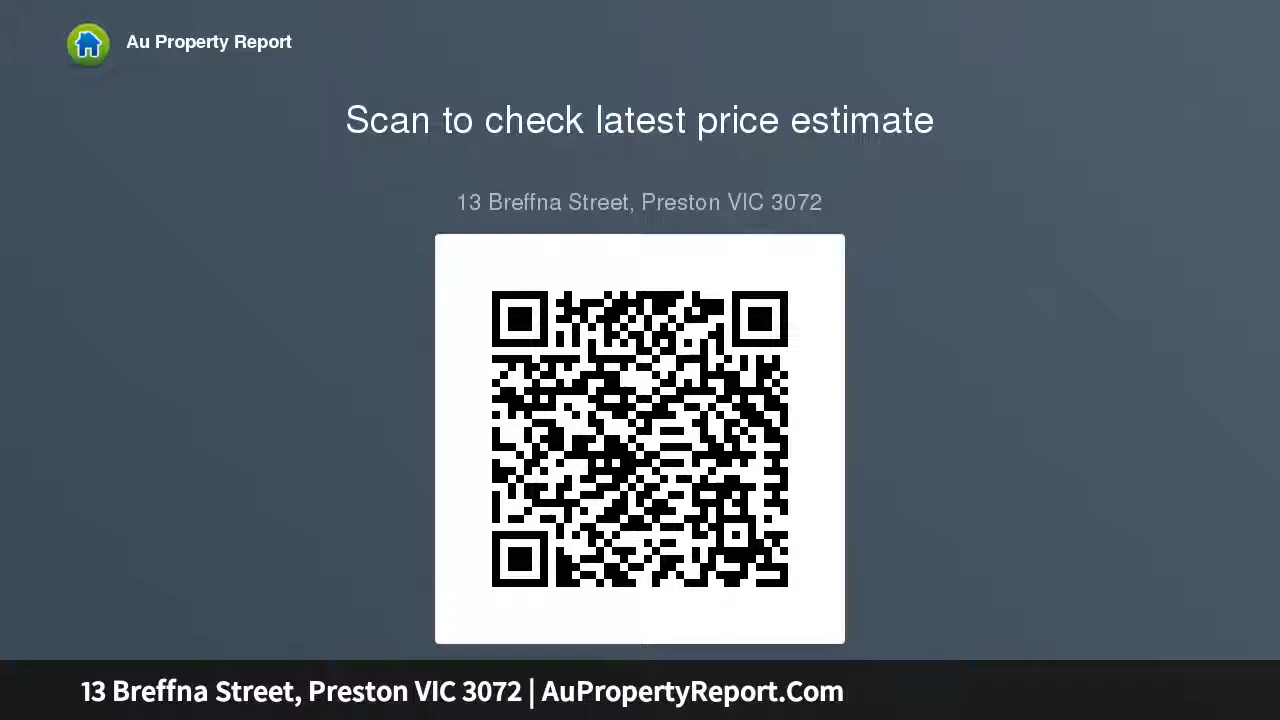 Au Property Report
Scan to check latest price estimate
13 Breffna Street, Preston VIC 3072
13 Breffna Street, Preston VIC 3072 | AuPropertyReport.Com